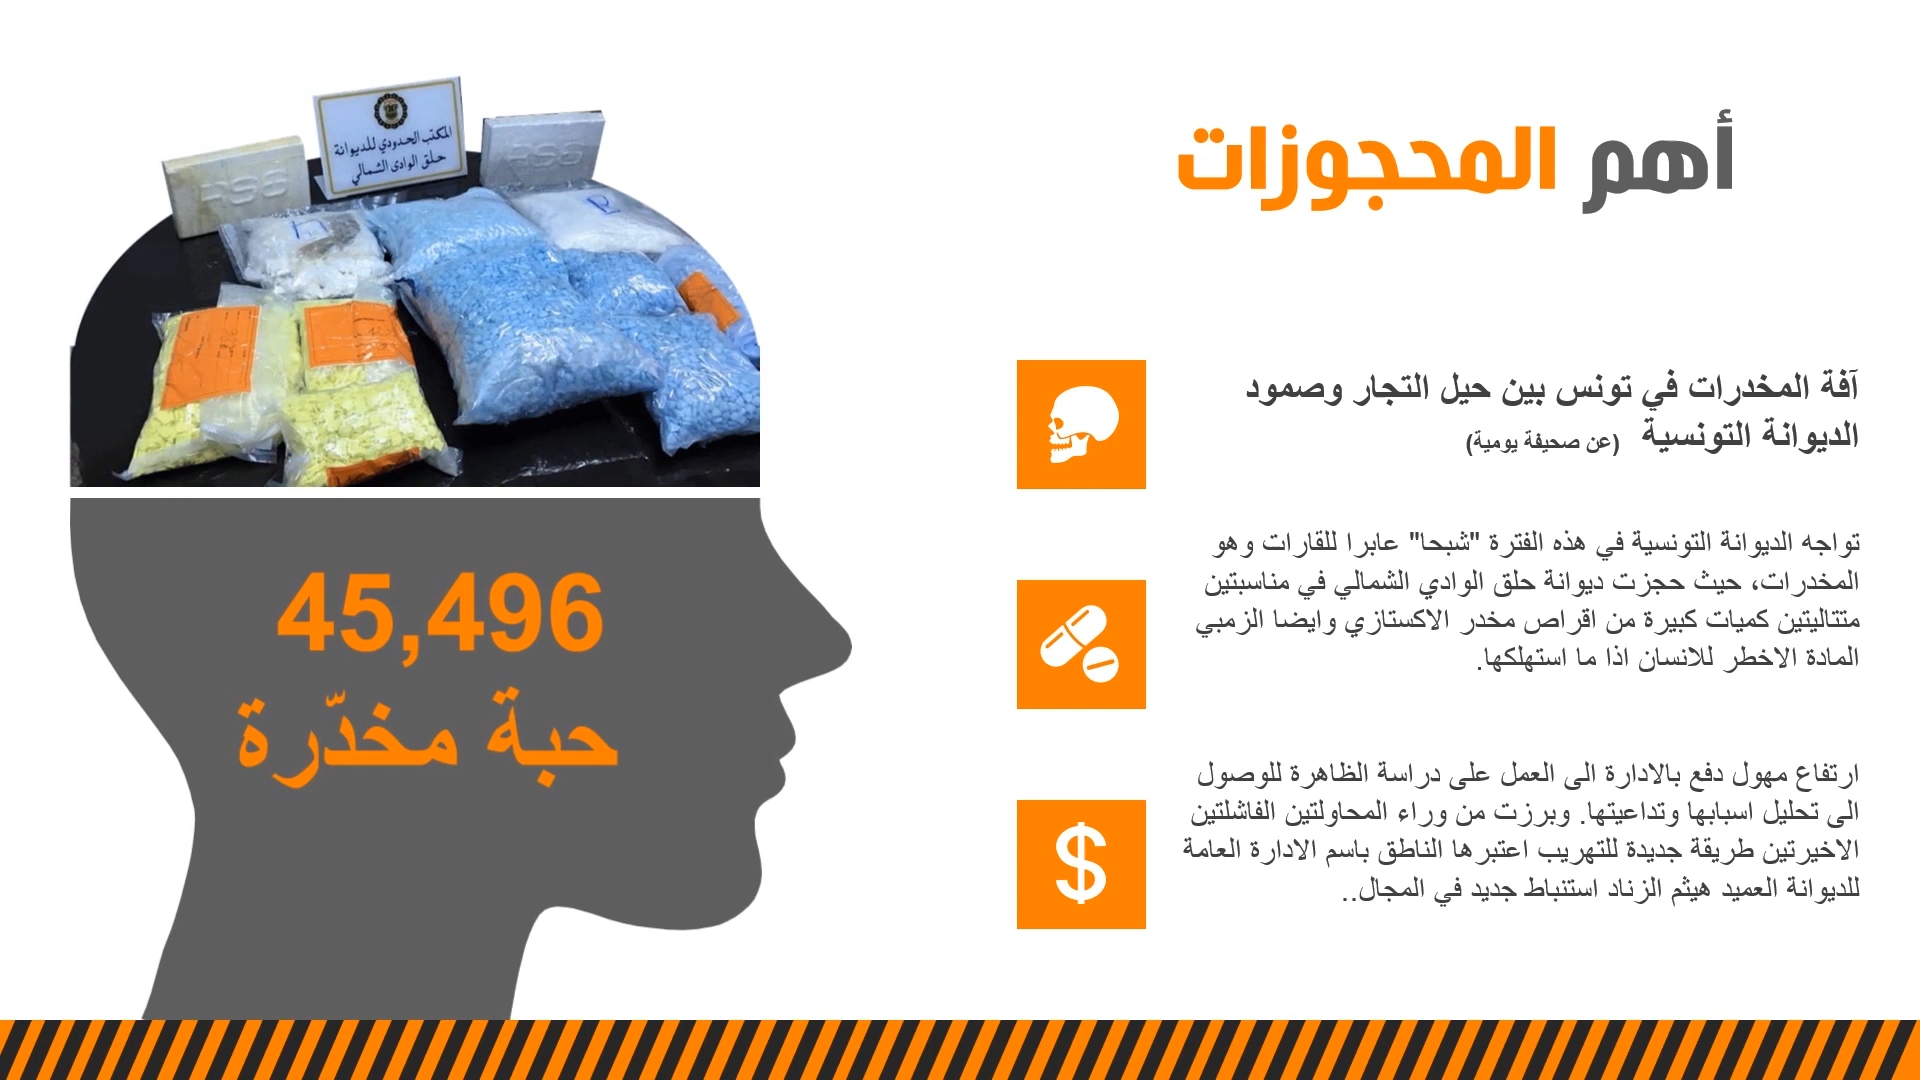 أهم المحجوزات
المكتب الحدودي للديوانة
حلق الوادي الشمالي
آفة المخدرات في تونس بين حيل التجار وصمود
الديوانة التونسية (عن صحيفة يومية)
تواجه الديوانة التونسية في هذه الفترة "شبحا" عابرا للقارات وهو
المخدرات، حيث حجزت ديوانة حلق الوادي الشمالي في مناسبتين
متتاليتين كميات كبيرة من اقراص مخدر الاكستازي وايضا الزمبي
المادة الاخطر للانسان اذا ما استهلكها.
ارتفاع مهول دفع بالادارة الى العمل على دراسة الظاهرة للوصول
الى تحليل اسبابها وتداعيتها. وبرزت من وراء المحاولتين الفاشلتين
الاخيرتين طريقة جديدة للتهريب اعتبرها الناطق باسم الادارة العامة
للديوانة العميد هيثم الزناد استنباط جديد في المجال..
$
45,496
حبة مخدّرة